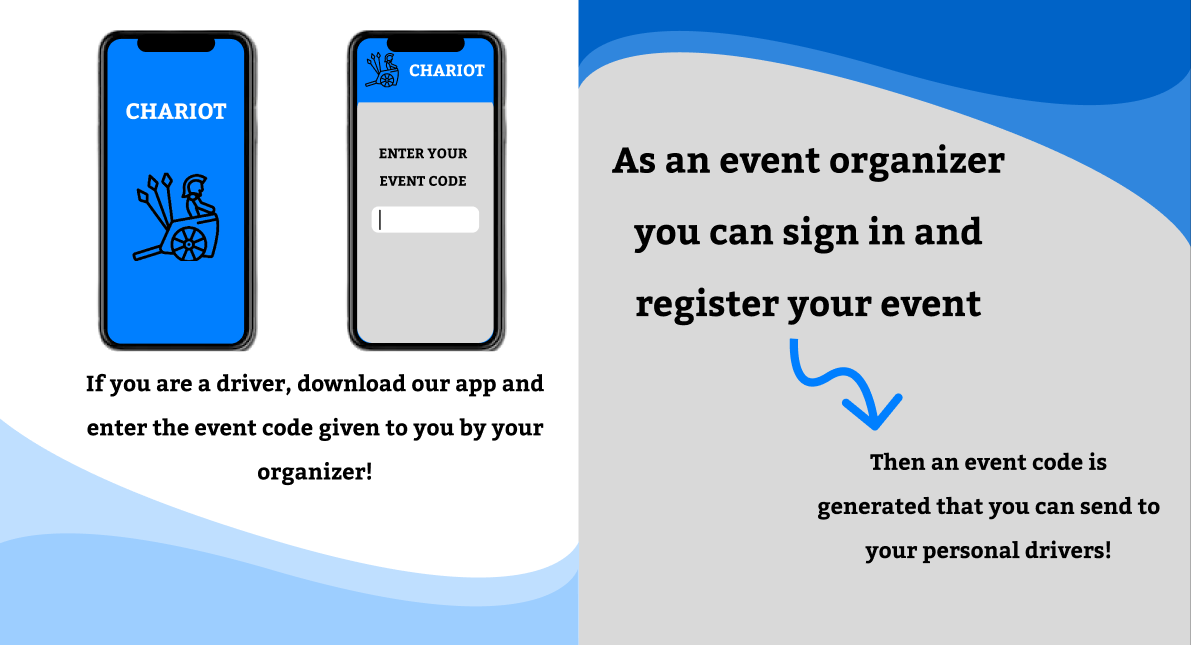 CHARIOT
CHARIOT
ENTER YOUR
EVENT CODE
If you are a driver, download our app and
enter the event code given to you by your
organizer!
As an event organizer
you can sign in and
register your event
Then an event code is
generated that you can send to
your personal drivers!